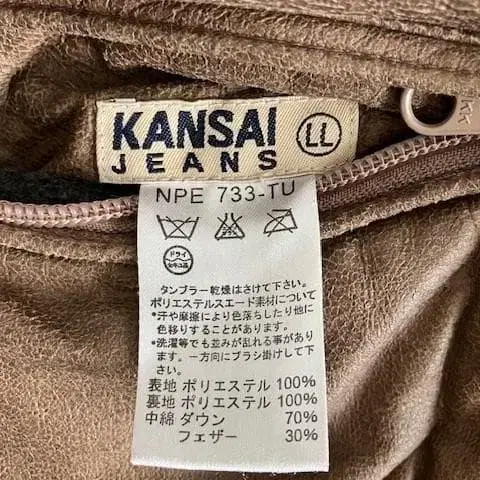 KANSAI
JEANS
LL
YKK
NPE 733-TU
ドライ
セキユ系
タンブラー乾燥はさけて下さい。
ポリエステルスエード素材について
*汗や摩擦により色落ちしたり他に
色移りすることがあります。
*洗濯等でも並みが乱れる事があり
ます。一方向にブラシ掛けして下
さい。
表地 ポリエステル 100%
裏地 ポリエステル 100%
中綿 ダウン 70%
フェザー 30%